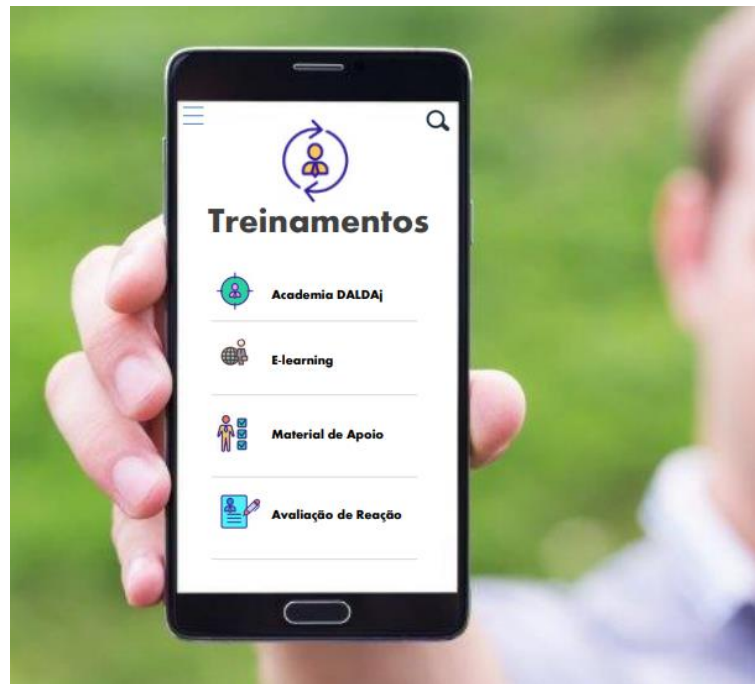 Treinamentos
Academia DALDAj
E-learning
Material de Apoio
Avaliação de Reação